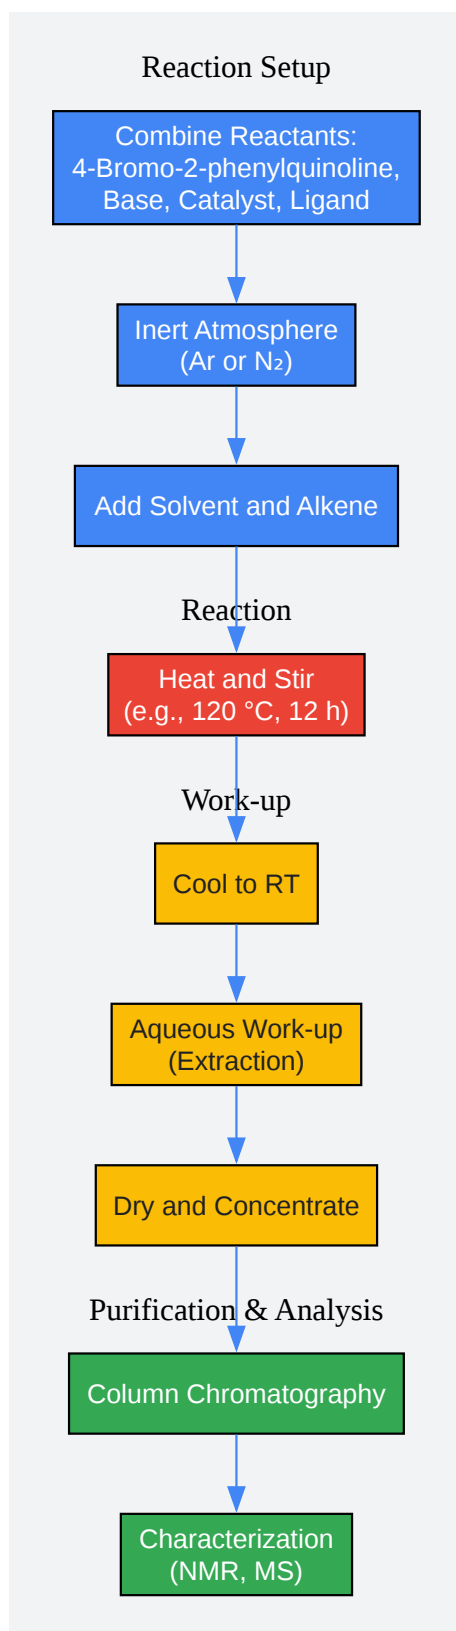 Reaction Setup
Combine Reactants:
4-Bromo-2-phenylquinoline,
Base, Catalyst, Ligand
Inert Atmosphere
(Ar or N₂)
Add Solvent and Alkene
Reaction
Heat and Stir
(e.g., 120 °C, 12 h)
Work-up
Cool to RT
Aqueous Work-up
(Extraction)
Dry and Concentrate
Purification & Analysis
Column Chromatography
Characterization
(NMR, MS)